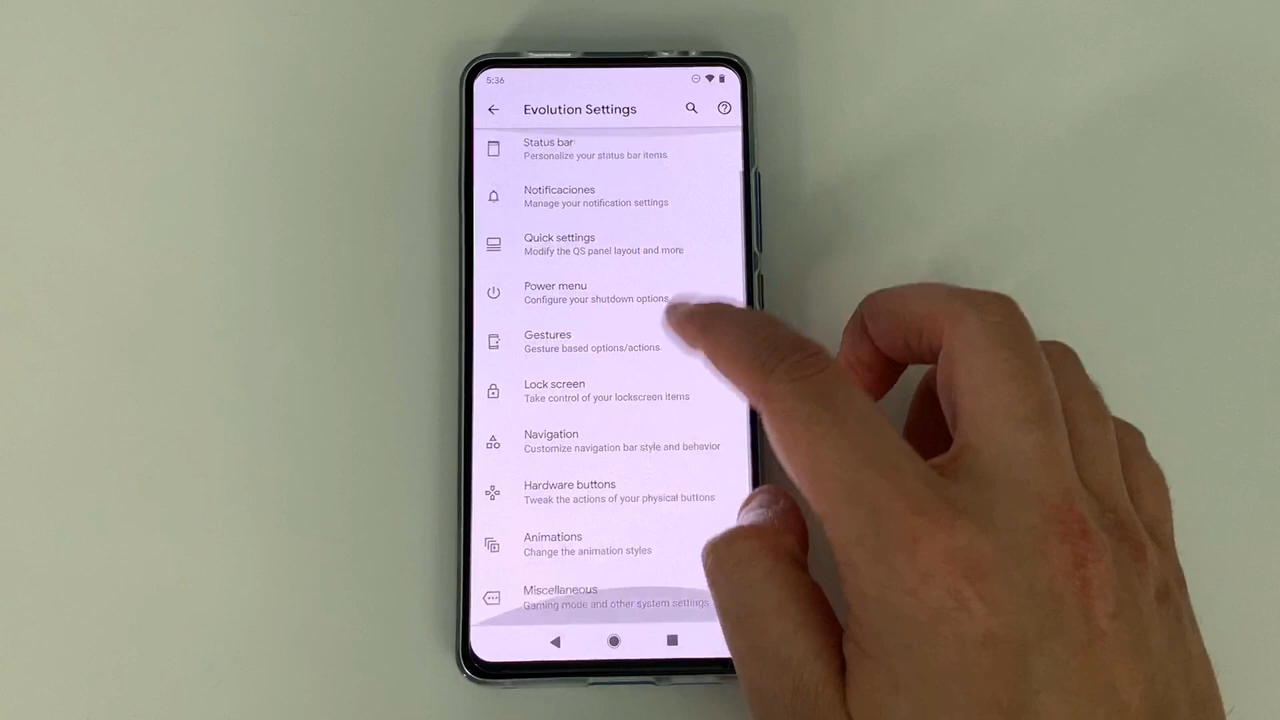 5:36
Evolution Settings
Status bar
Personalize your status bar items
Notificaciones
Manage your notification settings
Quick settings
Modify the QS panel layout and more
Power menu
Configure your shutdown options
Gestures
Gesture based options/actions
Lock screen
Take control of your lockscreen items
Navigation
Customize navigation bar style and behavior
Hardware buttons
Tweak the actions of your physical buttons
Animations
Change the animation styles
Miscellaneous
Gaming mode and other system settings